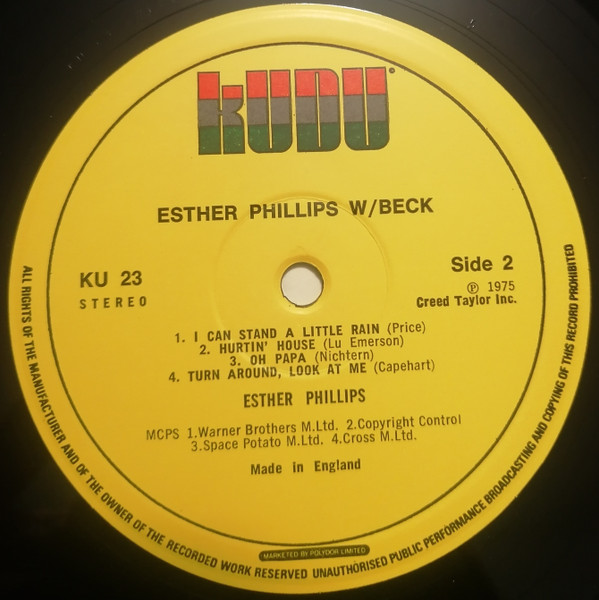 KUDU
ESTHER PHILLIPS W/BECK
KU 23
STEREO
Side 2
℗ 1975
Creed Taylor Inc.
1. I CAN STAND A LITTLE RAIN (Price)
2. HURTIN' HOUSE (Lu Emerson)
3. OH PAPA (Nichtern)
4. TURN AROUND, LOOK AT ME (Capehart)
ESTHER PHILLIPS
MCPS 1.Warner Brothers M.Ltd. 2.Copyright Control
3.Space Potato M.Ltd. 4.Cross M.Ltd.
Made in England
MARKETED BY POLYDOR LIMITED
ALL RIGHTS OF THE MANUFACTURER AND OF THE OWNER OF THE RECORDED WORK RESERVED UNAUTHORISED PUBLIC PERFORMANCE BROADCASTING AND COPYING OF THIS RECORD PROHIBITED